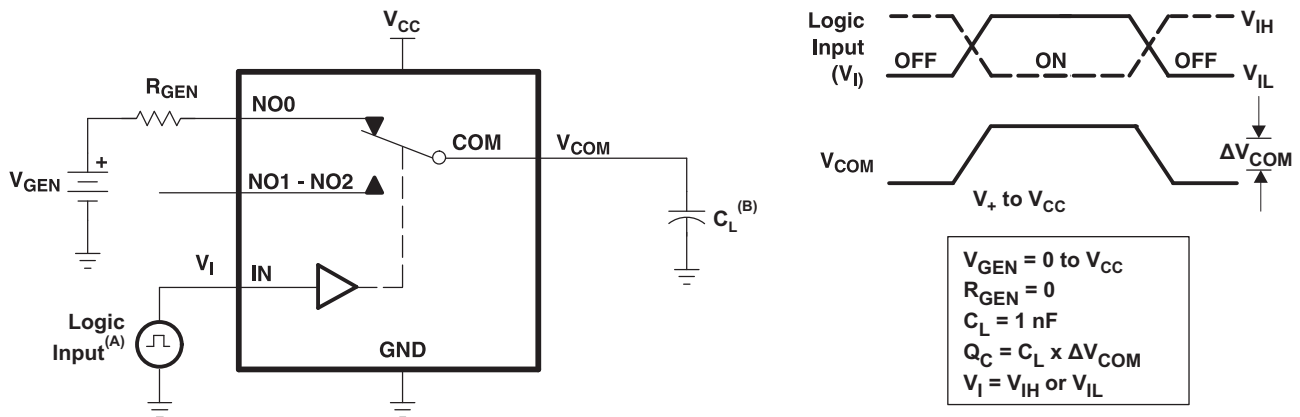 V_CC
R_GEN
NO0
COM
V_COM
V_GEN
+
NO1 - NO2
C_L^(B)
V_I
IN
Logic
Input^(A)
GND
Logic
Input
(V_I)
OFF
ON
OFF
V_IH
V_IL
V_COM
ΔV_COM
V_+ to V_CC
V_GEN = 0 to V_CC
R_GEN = 0
C_L = 1 nF
Q_C = C_L x ΔV_COM
V_I = V_IH or V_IL